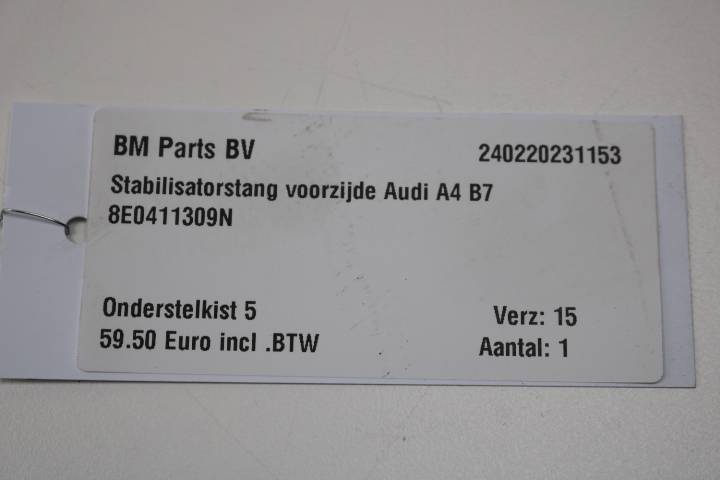 BM Parts BV 240220231153
Stabilisatorstang voorzijde Audi A4 B7
8E0411309N
Onderstelkist 5 Verz: 15
59.50 Euro incl .BTW Aantal: 1